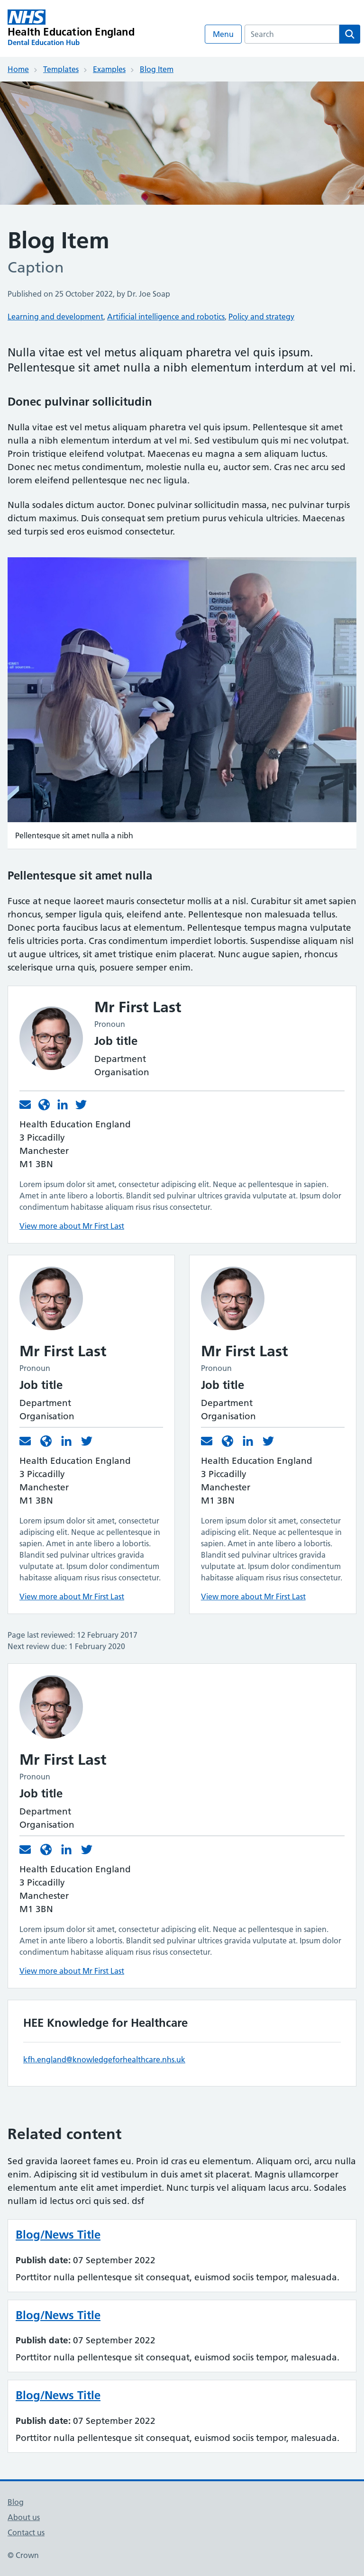 NHS
Health Education England
Dental Education Hub
Menu
Search
Home
Templates
Examples
Blog Item
Blog Item
Caption
Published on 25 October 2022, by Dr. Joe Soap
Learning and development, Artificial intelligence and robotics, Policy and strategy
Nulla vitae est vel metus aliquam pharetra vel quis ipsum.
Pellentesque sit amet nulla a nibh elementum interdum at vel mi.
Donec pulvinar sollicitudin
Nulla vitae est vel metus aliquam pharetra vel quis ipsum. Pellentesque sit amet
nulla a nibh elementum interdum at vel mi. Sed vestibulum quis mi nec volutpat.
Proin tristique eleifend volutpat. Maecenas eu magna a sem aliquam luctus.
Donec nec metus condimentum, molestie nulla eu, auctor sem. Cras nec arcu sed
lorem eleifend pellentesque nec nec ligula.
Nulla sodales dictum auctor. Donec pulvinar sollicitudin massa, nec pulvinar turpis
dictum maximus. Duis consequat sem pretium purus vehicula ultricies. Maecenas
sed turpis sed eros euismod consectetur.
Pellentesque sit amet nulla a nibh
Pellentesque sit amet nulla
Fusce at neque laoreet mauris consectetur mollis at a nisl. Curabitur sit amet sapien
rhoncus, semper ligula quis, eleifend ante. Pellentesque non malesuada tellus.
Donec porta faucibus lacus at elementum. Pellentesque tempus magna vulputate
felis ultricies porta. Cras condimentum imperdiet lobortis. Suspendisse aliquam nisl
ut augue ultrices, sit amet tristique enim placerat. Nunc augue sapien, rhoncus
scelerisque urna quis, posuere semper enim.
Mr First Last
Pronoun
Job title
Department
Organisation
Health Education England
3 Piccadilly
Manchester
M1 3BN
Lorem ipsum dolor sit amet, consectetur adipiscing elit. Neque ac pellentesque in sapien.
Amet in ante libero a lobortis. Blandit sed pulvinar ultrices gravida vulputate at. Ipsum dolor
condimentum habitasse aliquam risus risus consectetur.
View more about Mr First Last
Mr First Last
Pronoun
Job title
Department
Organisation
Health Education England
3 Piccadilly
Manchester
M1 3BN
Lorem ipsum dolor sit amet, consectetur
adipiscing elit. Neque ac pellentesque in
sapien. Amet in ante libero a lobortis.
Blandit sed pulvinar ultrices gravida
vulputate at. Ipsum dolor condimentum
habitasse aliquam risus risus consectetur.
View more about Mr First Last
Mr First Last
Pronoun
Job title
Department
Organisation
Health Education England
3 Piccadilly
Manchester
M1 3BN
Lorem ipsum dolor sit amet, consectetur
adipiscing elit. Neque ac pellentesque in
sapien. Amet in ante libero a lobortis.
Blandit sed pulvinar ultrices gravida
vulputate at. Ipsum dolor condimentum
habitasse aliquam risus risus consectetur.
View more about Mr First Last
Page last reviewed: 12 February 2017
Next review due: 1 February 2020
Mr First Last
Pronoun
Job title
Department
Organisation
Health Education England
3 Piccadilly
Manchester
M1 3BN
Lorem ipsum dolor sit amet, consectetur adipiscing elit. Neque ac pellentesque in sapien.
Amet in ante libero a lobortis. Blandit sed pulvinar ultrices gravida vulputate at. Ipsum dolor
condimentum habitasse aliquam risus risus consectetur.
View more about Mr First Last
HEE Knowledge for Healthcare
kfh.england@knowledgeforhealthcare.nhs.uk
Related content
Sed gravida laoreet fames eu. Proin id cras eu elementum. Aliquam orci, arcu nulla
enim. Adipiscing sit id vestibulum in duis amet sit placerat. Magnis ullamcorper
elementum ante elit amet imperdiet. Nunc turpis vel aliquam lacus arcu. Sodales
nullam id lectus orci quis sed. dsf
Blog/News Title
Publish date: 07 September 2022
Porttitor nulla pellentesque sit consequat, euismod sociis tempor, malesuada.
Blog/News Title
Publish date: 07 September 2022
Porttitor nulla pellentesque sit consequat, euismod sociis tempor, malesuada.
Blog/News Title
Publish date: 07 September 2022
Porttitor nulla pellentesque sit consequat, euismod sociis tempor, malesuada.
Blog
About us
Contact us
© Crown